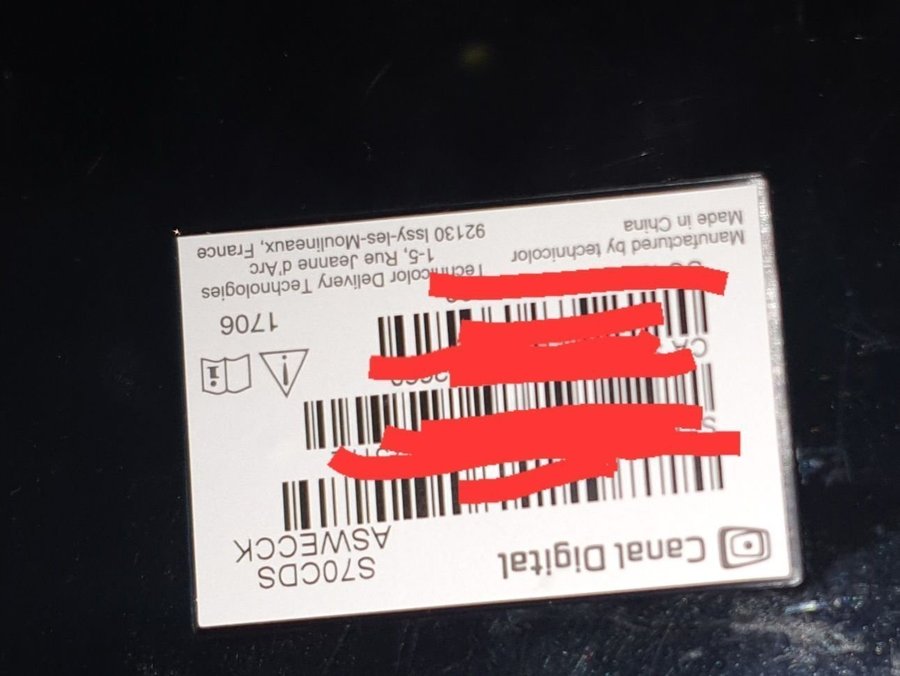 Canal Digital
S70CDS
ASWECCK
1706
Technicolor Delivery Technologies
1-5, Rue Jeanne d'Arc
92130 Issy-les-Moulineaux, France
Manufactured by technicolor
Made in China